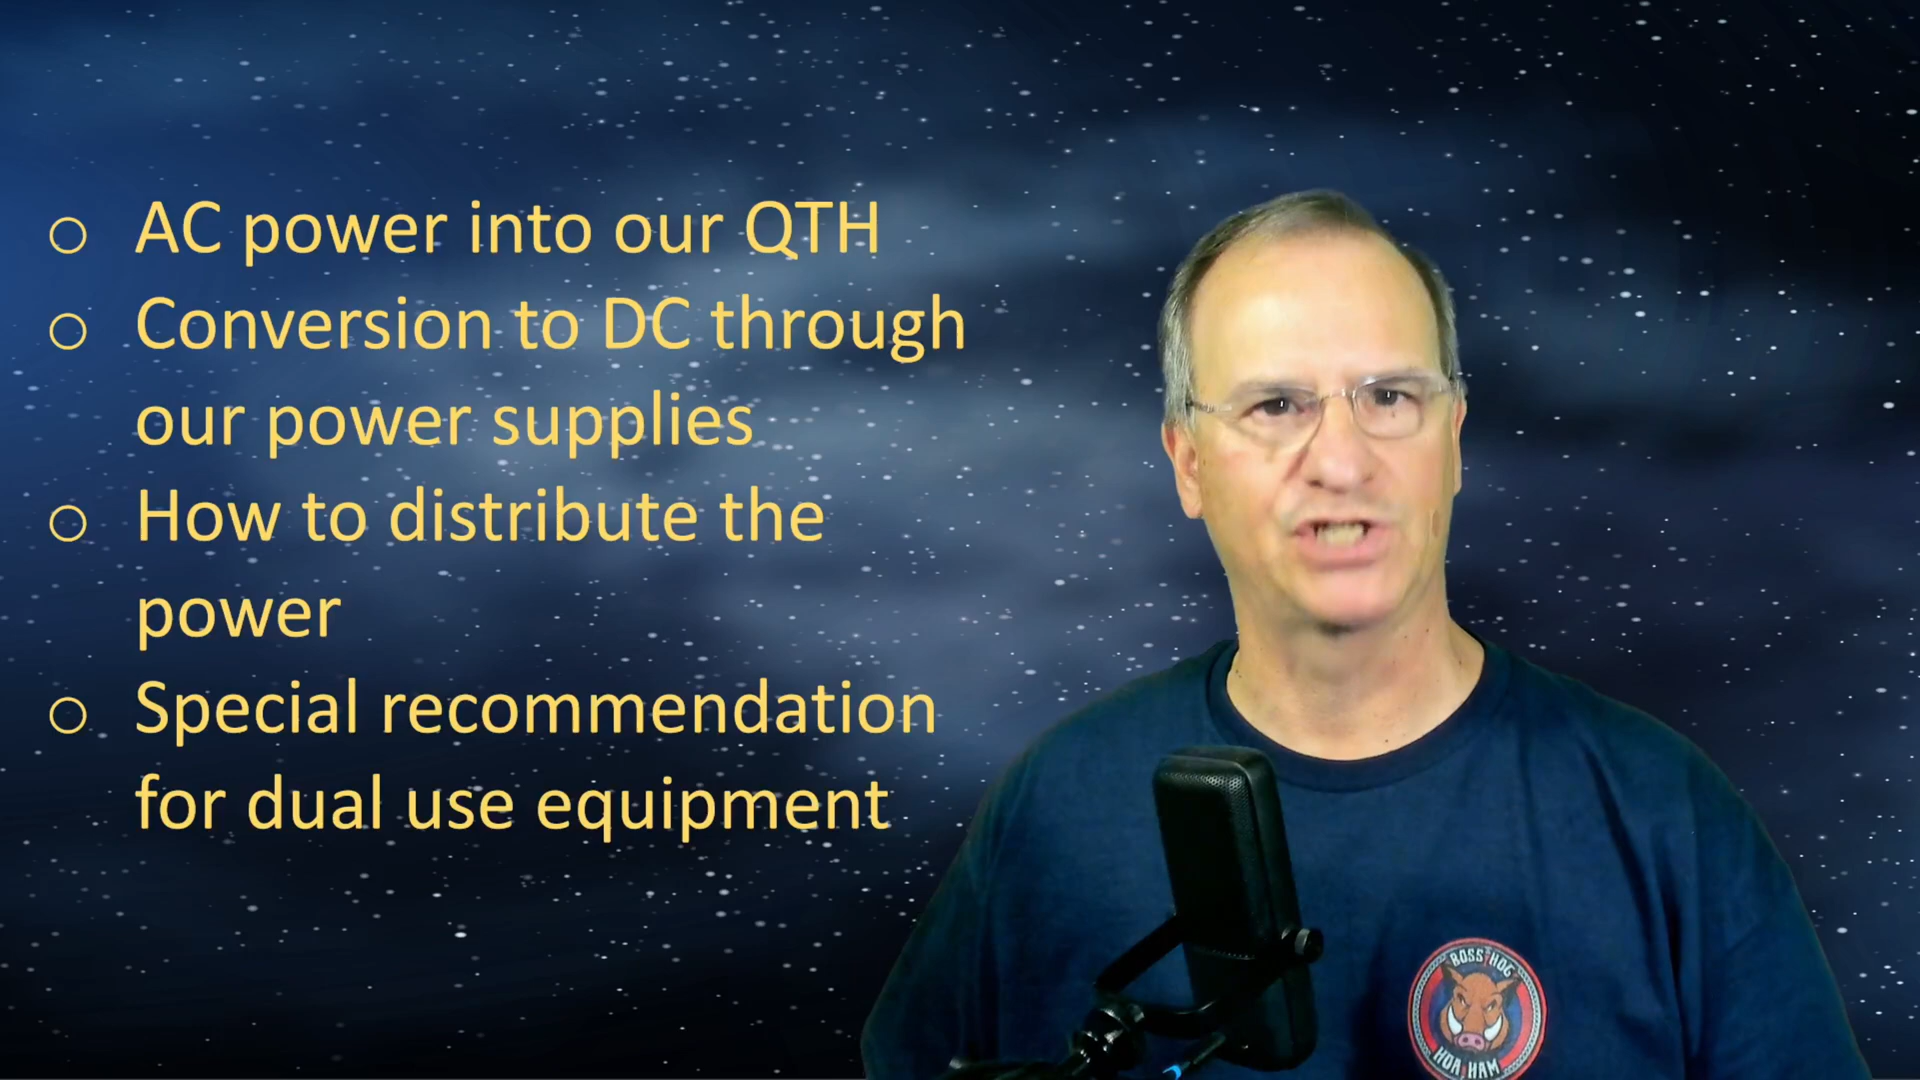 o AC power into our QTH
o Conversion to DC through
our power supplies
o How to distribute the
power
o Special recommendation
for dual use equipment
BOSS HOG
HOA HAM